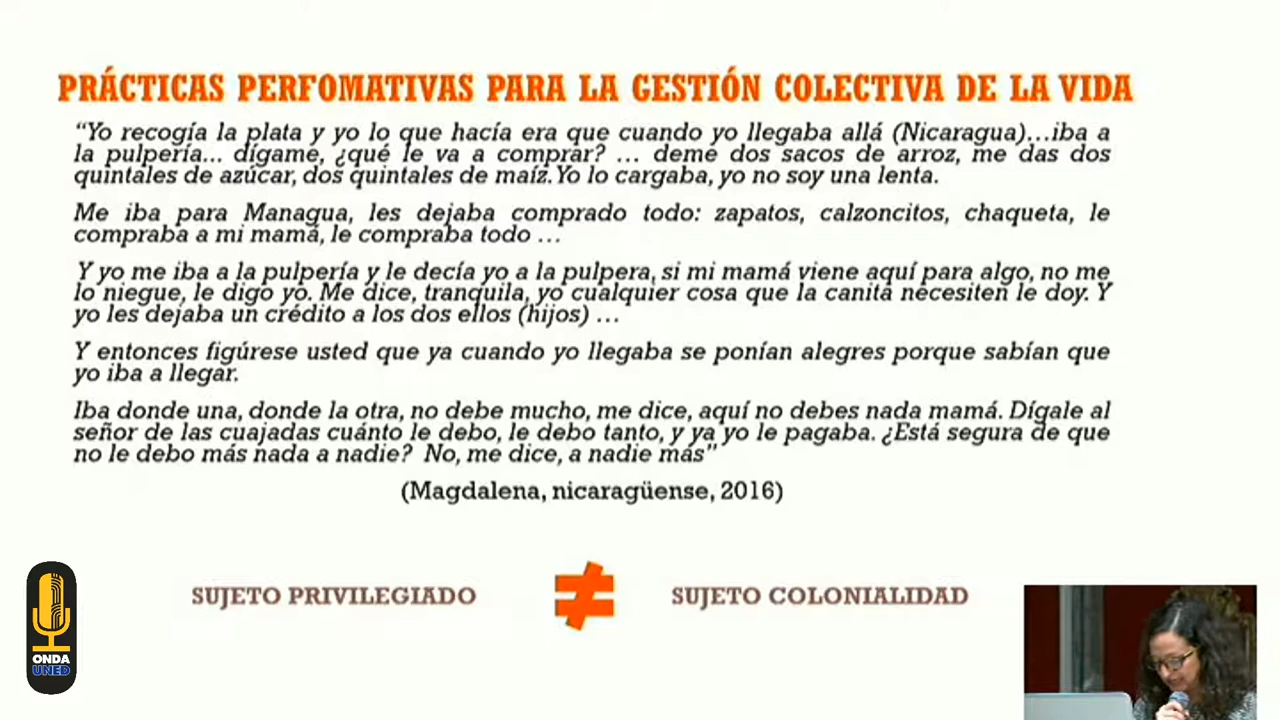 PRÁCTICAS PERFOMATIVAS PARA LA GESTIÓN COLECTIVA DE LA VIDA
“Yo recogía la plata y yo lo que hacía era que cuando yo llegaba allá (Nicaragua)…iba a
la pulpería... dígame, ¿qué le va a comprar? … deme dos sacos de arroz, me das dos
quintales de azúcar, dos quintales de maíz. Yo lo cargaba, yo no soy una lenta.
Me iba para Managua, les dejaba comprado todo: zapatos, calzoncitos, chaqueta, le
compraba a mi mamá, le compraba todo …
Y yo me iba a la pulpería y le decía yo a la pulpera, si mi mamá viene aquí para algo, no me
lo niegue, le digo yo. Me dice, tranquila, yo cualquier cosa que la canita necesiten le doy. Y
yo les dejaba un crédito a los dos ellos (hijos) …
Y entonces figúrese usted que ya cuando yo llegaba se ponían alegres porque sabían que
yo iba a llegar.
Iba donde una, donde la otra, no debe mucho, me dice, aquí no debes nada mamá. Dígale al
señor de las cuajadas cuánto le debo, le debo tanto, y ya yo le pagaba. ¿Está segura de que
no le debo más nada a nadie? No, me dice, a nadie más”
(Magdalena, nicaragüense, 2016)
SUJETO PRIVILEGIADO ≠ SUJETO COLONIALIDAD
ONDA
UNED